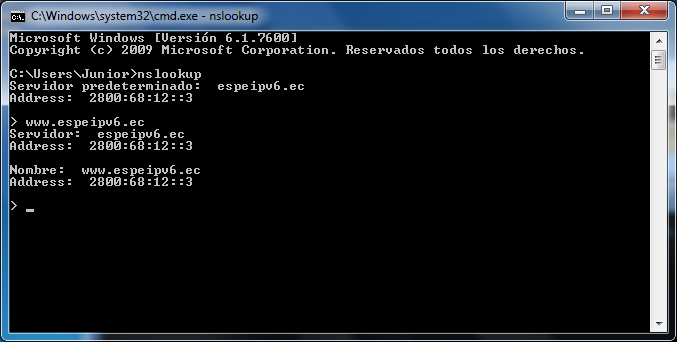 C:\Windows\system32\cmd.exe - nslookup
Microsoft Windows [Versión 6.1.7600]
Copyright (c) 2009 Microsoft Corporation. Reservados todos los derechos.
C:\Users\Junior>nslookup
Servidor predeterminado:  espeipv6.ec
Address:  2800:68:12::3
> www.espeipv6.ec
Servidor:  espeipv6.ec
Address:  2800:68:12::3
Nombre:  www.espeipv6.ec
Address:  2800:68:12::3
> _